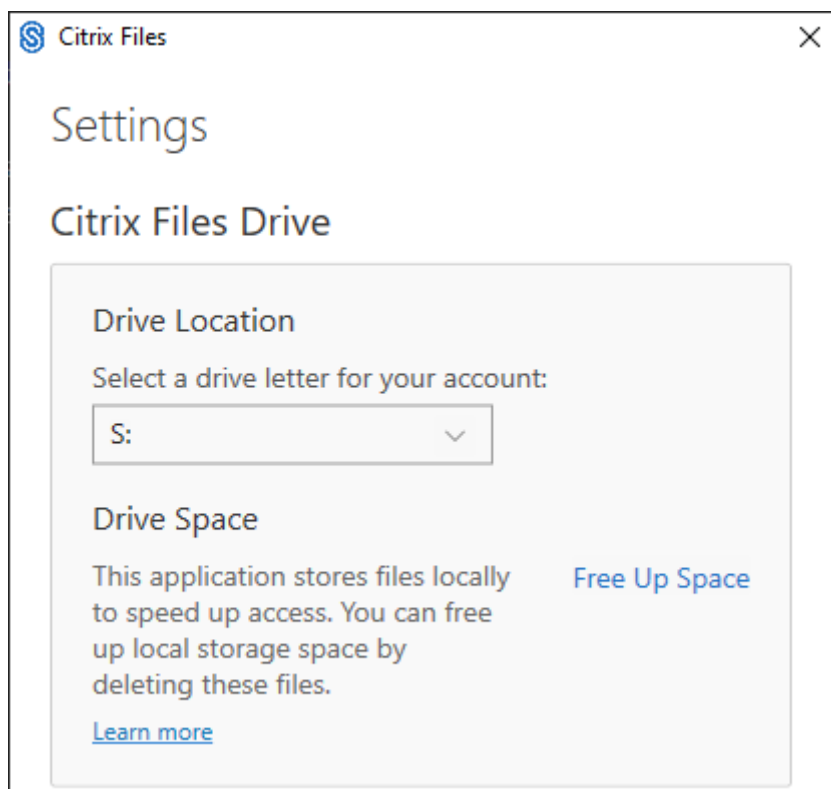 Citrix Files
Settings
Citrix Files Drive
Drive Location
Select a drive letter for your account:
S:
Drive Space
This application stores files locally
to speed up access. You can free
up local storage space by
deleting these files.
Free Up Space
Learn more